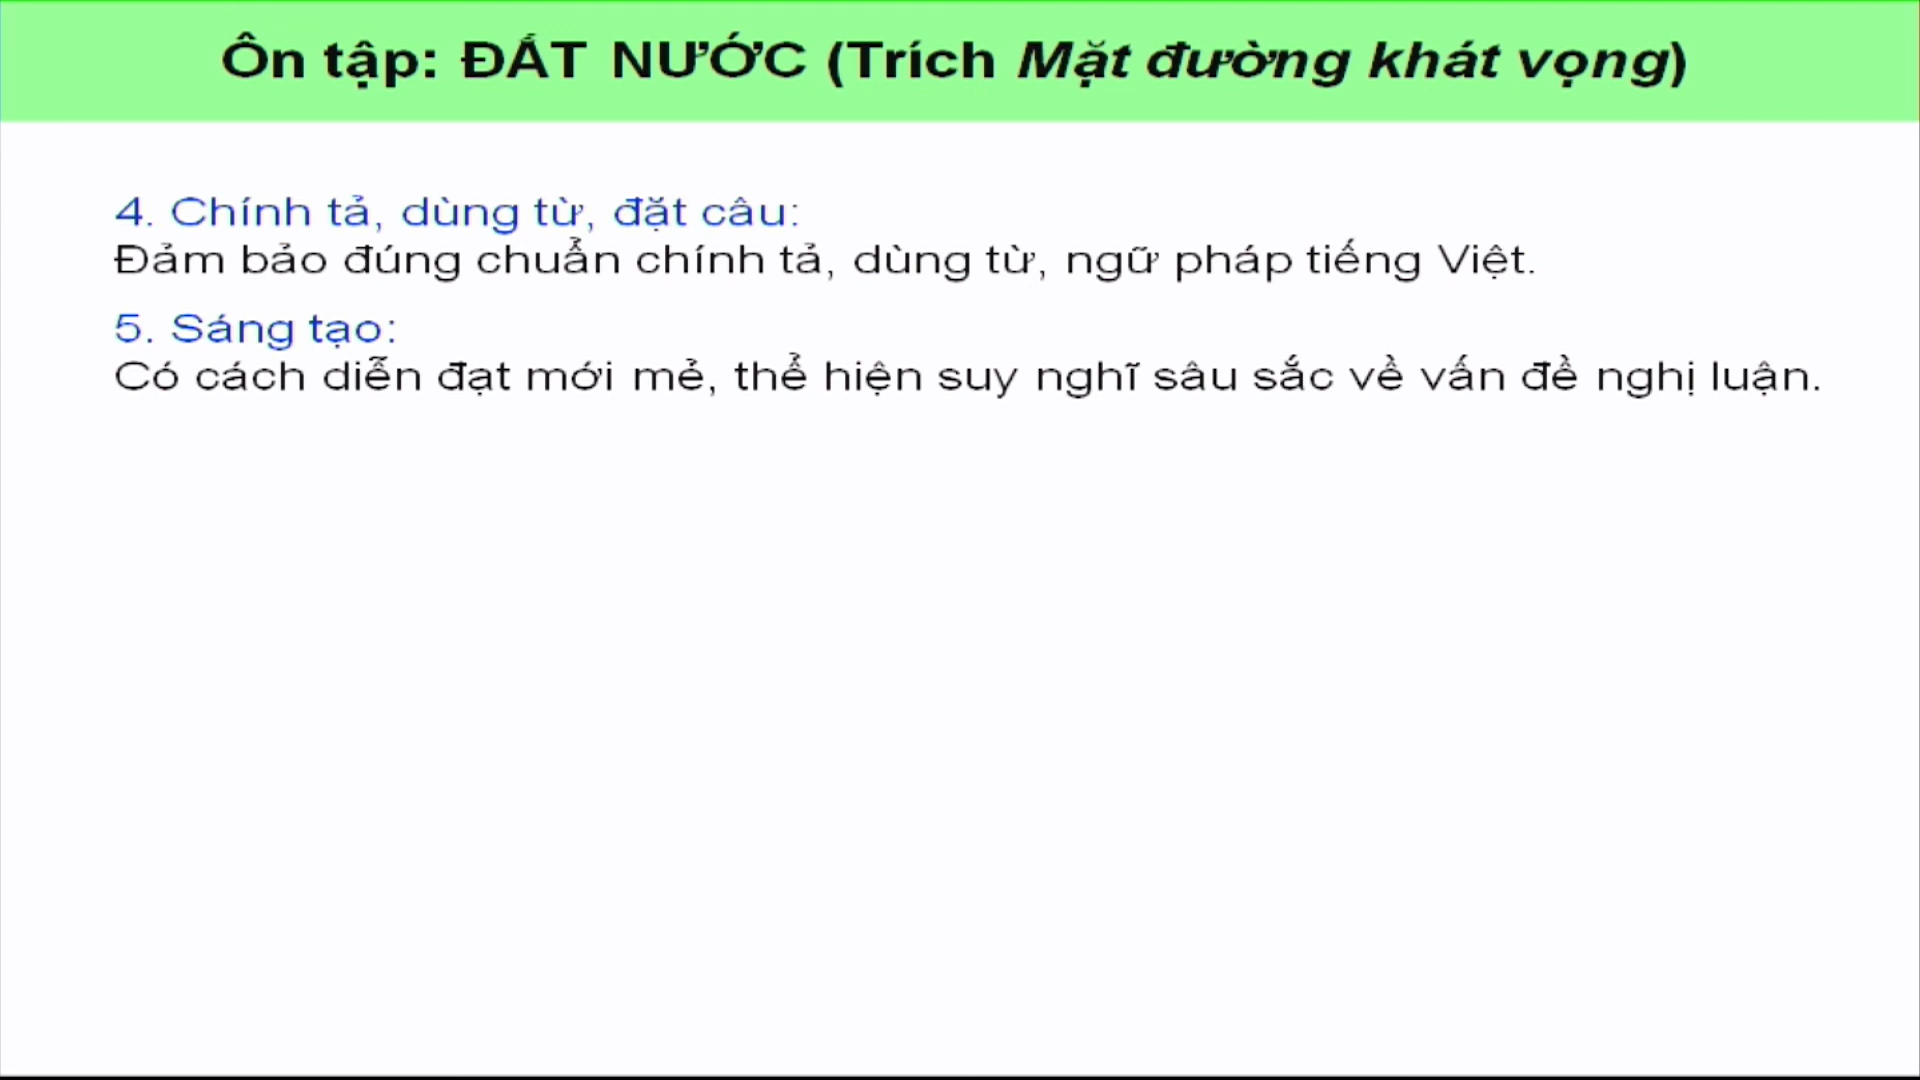 Ôn tập: ĐẤT NƯỚC (Trích Mặt đường khát vọng)
4. Chính tả, dùng từ, đặt câu:
Đảm bảo đúng chuẩn chính tả, dùng từ, ngữ pháp tiếng Việt.
5. Sáng tạo:
Có cách diễn đạt mới mẻ, thể hiện suy nghĩ sâu sắc về vấn đề nghị luận.